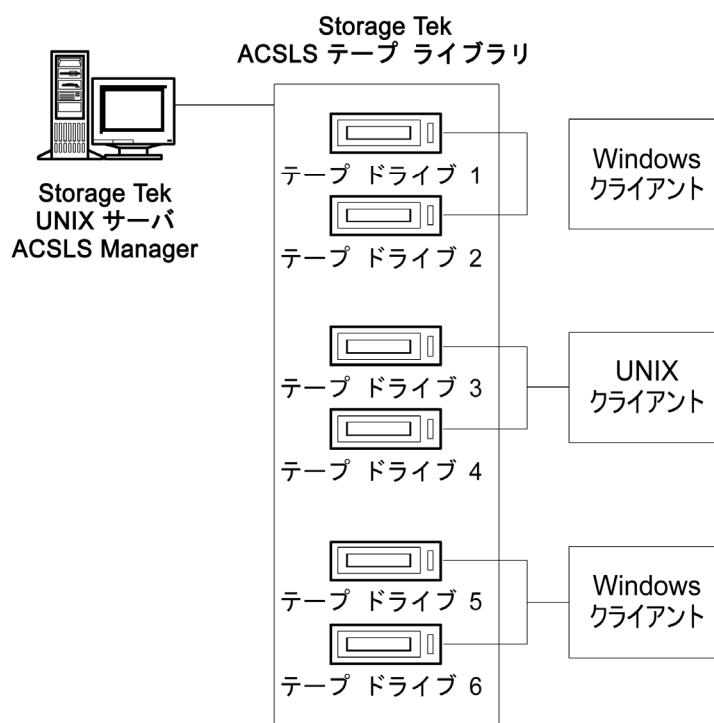 Storage Tek
ACSLS テープ ライブラリ
Storage Tek
UNIX サーバ
ACSLS Manager
テープ ドライブ 1
テープ ドライブ 2
Windows
クライアント
テープ ドライブ 3
テープ ドライブ 4
UNIX
クライアント
テープ ドライブ 5
テープ ドライブ 6
Windows
クライアント